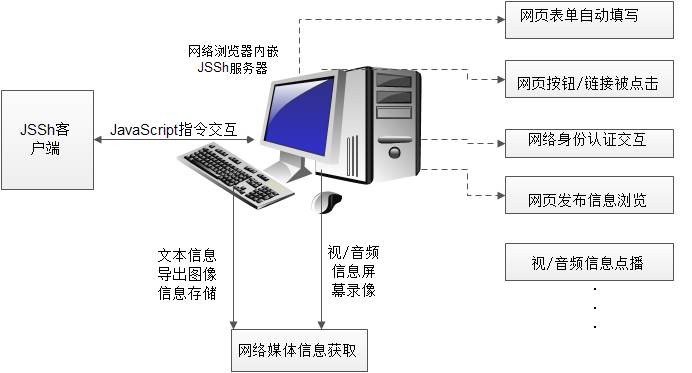 网页表单自动填写
网络浏览器内嵌
JSSh服务器
网页按钮/链接被点击
JSSh客
户端
JavaScript指令交互
网络身份认证交互
网页发布信息浏览
文本信息
导出图像
信息存储
视/音频
信息屏
幕录像
视/音频信息点播
网络媒体信息获取